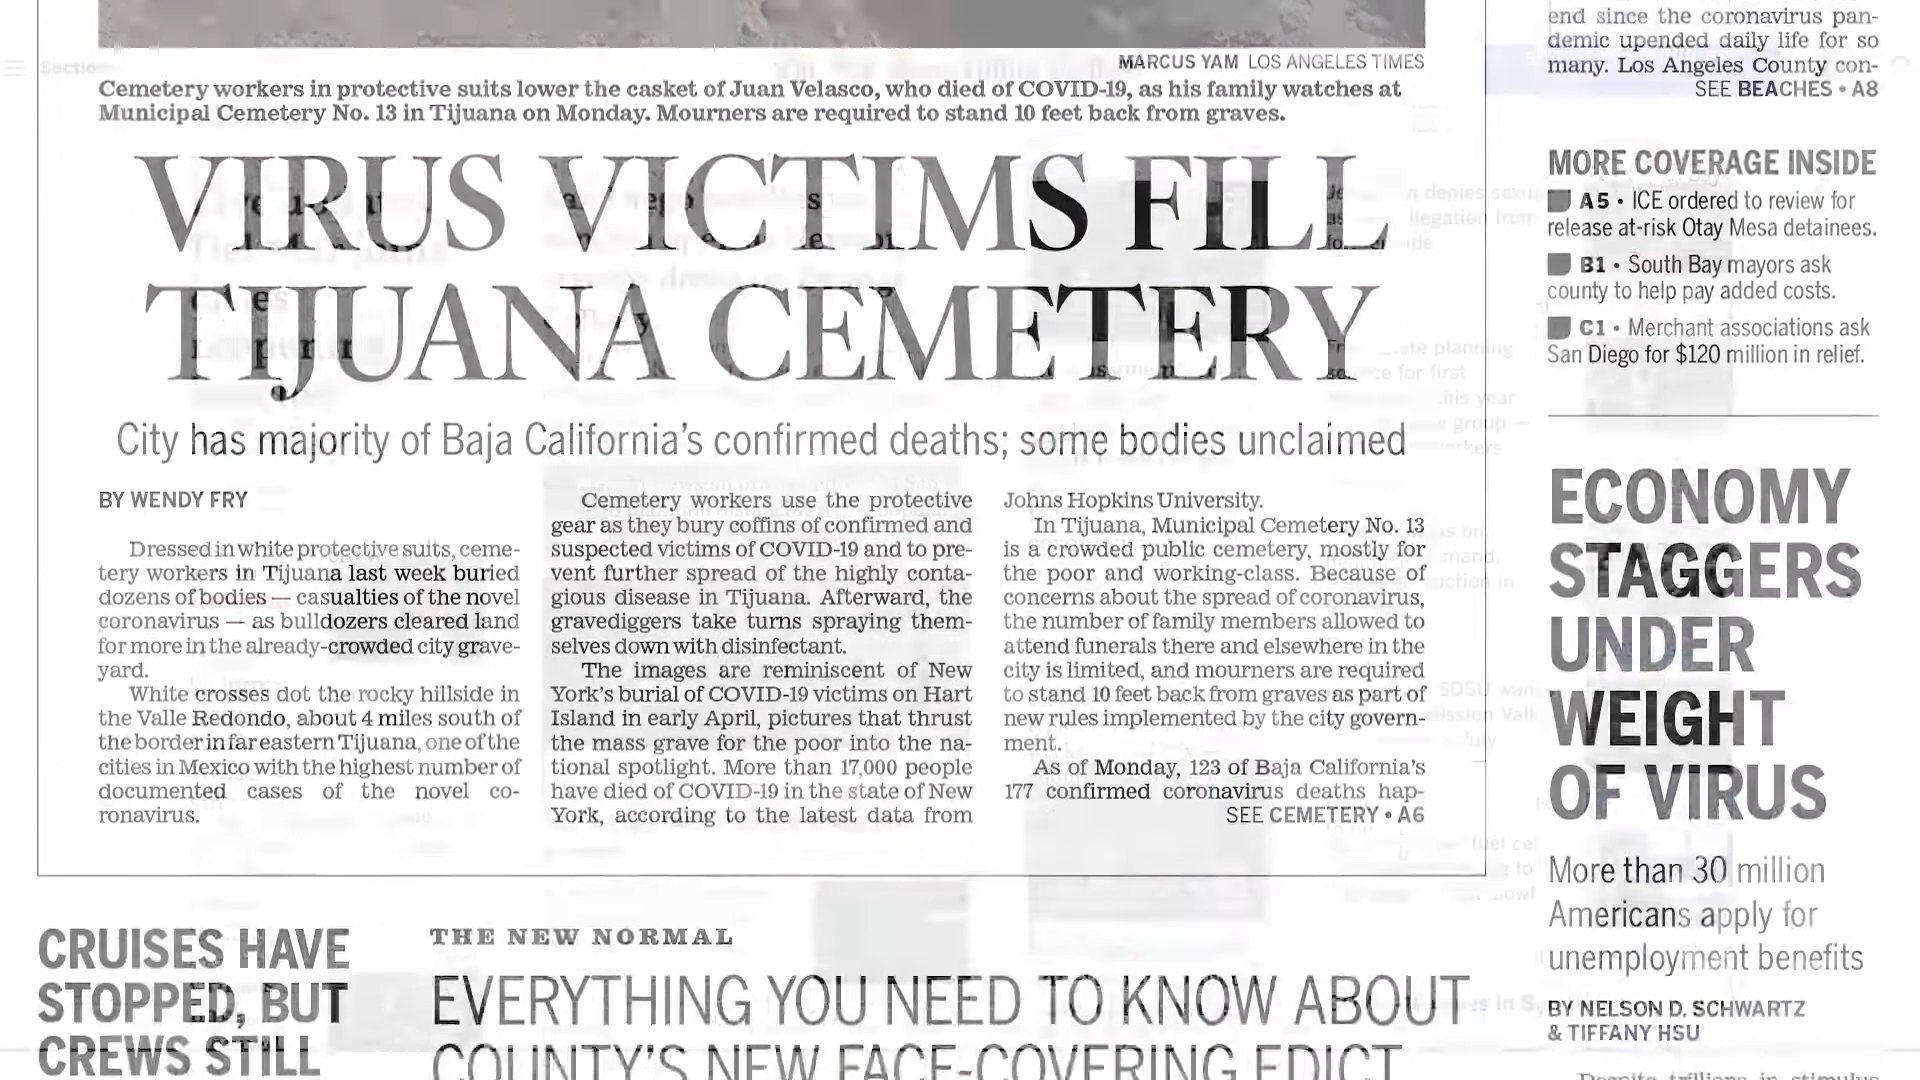 MARCUS YAM LOS ANGELES TIMES
Cemetery workers in protective suits lower the casket of Juan Velasco, who died of COVID-19, as his family watches at
Municipal Cemetery No. 13 in Tijuana on Monday. Mourners are required to stand 10 feet back from graves.
VIRUS VICTIMS FILL
TIJUANA CEMETERY
City has majority of Baja California's confirmed deaths; some bodies unclaimed
BY WENDY FRY
Dressed in white protective suits, ceme-
tery workers in Tijuana last week buried
dozens of bodies — casualties of the novel
coronavirus — as bulldozers cleared land
for more in the already-crowded city grave-
yard.
White crosses dot the rocky hillside in
the Valle Redondo, about 4 miles south of
the border in far eastern Tijuana, one of the
cities in Mexico with the highest number of
documented cases of the novel co-
ronavirus.
Cemetery workers use the protective
gear as they bury coffins of confirmed and
suspected victims of COVID-19 and to pre-
vent further spread of the highly conta-
gious disease in Tijuana. Afterward, the
gravediggers take turns spraying them-
selves down with disinfectant.
The images are reminiscent of New
York's burial of COVID-19 victims on Hart
Island in early April, pictures that thrust
the mass grave for the poor into the na-
tional spotlight. More than 17,000 people
have died of COVID-19 in the state of New
York, according to the latest data from
Johns Hopkins University.
In Tijuana, Municipal Cemetery No. 13
is a crowded public cemetery, mostly for
the poor and working-class. Because of
concerns about the spread of coronavirus,
the number of family members allowed to
attend funerals there and elsewhere in the
city is limited, and mourners are required
to stand 10 feet back from graves as part of
new rules implemented by the city govern-
ment.
As of Monday, 123 of Baja California's
177 confirmed coronavirus deaths hap-
SEE CEMETERY • A6
end since the coronavirus pan-
demic upended daily life for so
many. Los Angeles County con-
SEE BEACHES • A8
MORE COVERAGE INSIDE
A5 • ICE ordered to review for
release at-risk Otay Mesa detainees.
B1 • South Bay mayors ask
county to help pay added costs.
C1 • Merchant associations ask
San Diego for $120 million in relief.
ECONOMY
STAGGERS
UNDER
WEIGHT
OF VIRUS
More than 30 million
Americans apply for
unemployment benefits
BY NELSON D. SCHWARTZ
& TIFFANY HSU
Despite trillions in stimulus
CRUISES HAVE
STOPPED, BUT
CREWS STILL
THE NEW NORMAL
EVERYTHING YOU NEED TO KNOW ABOUT
COUNTY'S NEW FACE-COVERING EDICT